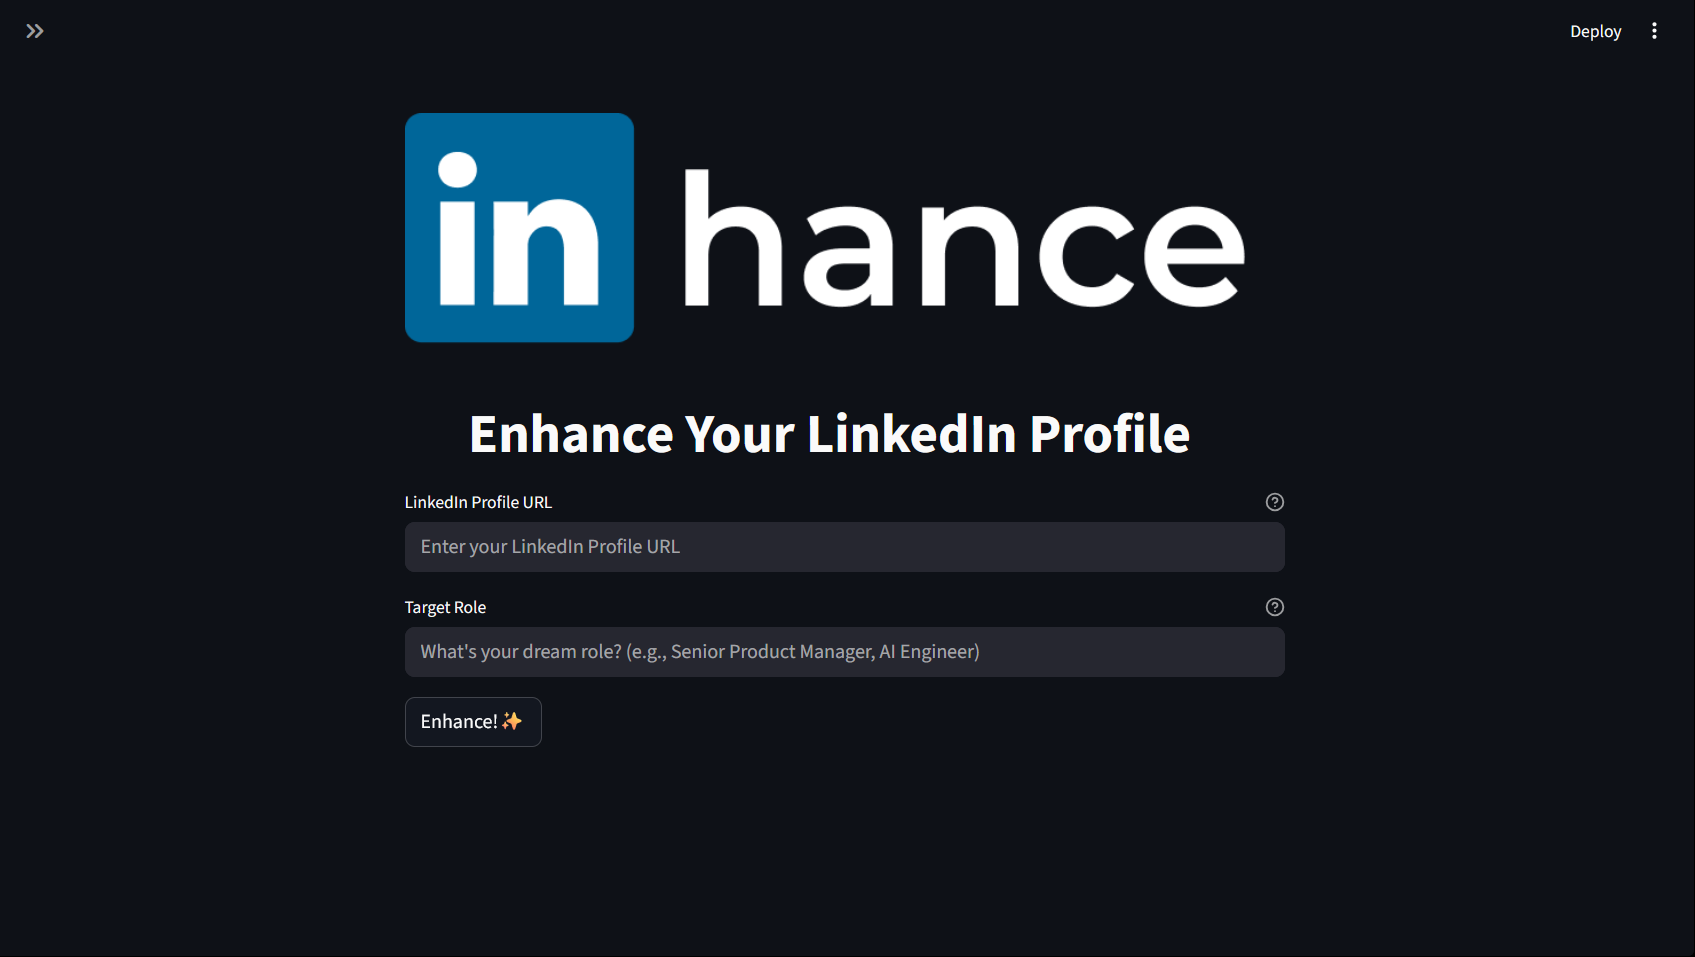 Deploy
in hance
Enhance Your LinkedIn Profile
LinkedIn Profile URL
Enter your LinkedIn Profile URL
Target Role
What's your dream role? (e.g., Senior Product Manager, AI Engineer)
Enhance!✨